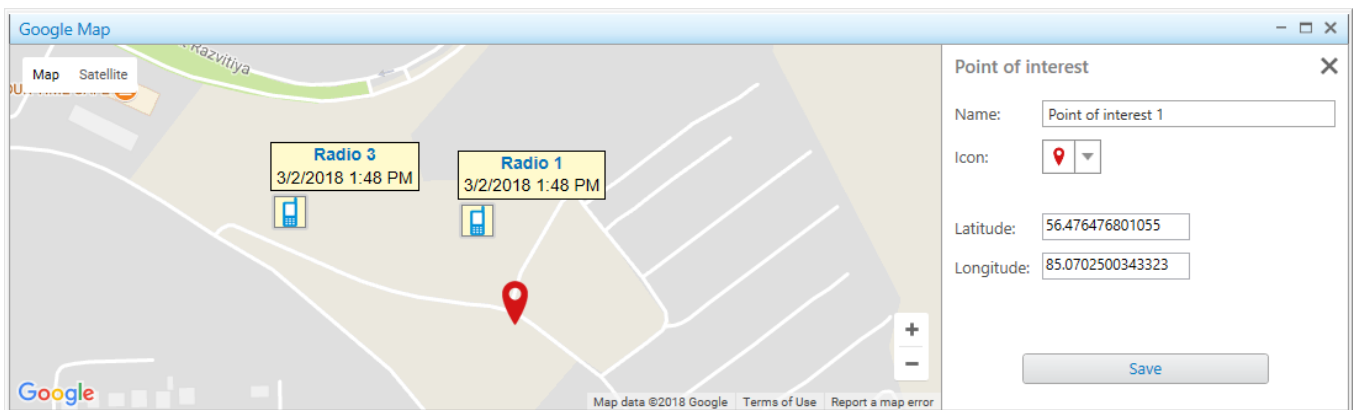 Google Map
Razvitiya
Map Satellite
Radio 3
3/2/2018 1:48 PM
Radio 1
3/2/2018 1:48 PM
Google
Map data ©2018 Google Terms of Use Report a map error
Point of interest
Name: Point of interest 1
Icon:
Latitude: 56.476476801055
Longitude: 85.0702500343323
Save